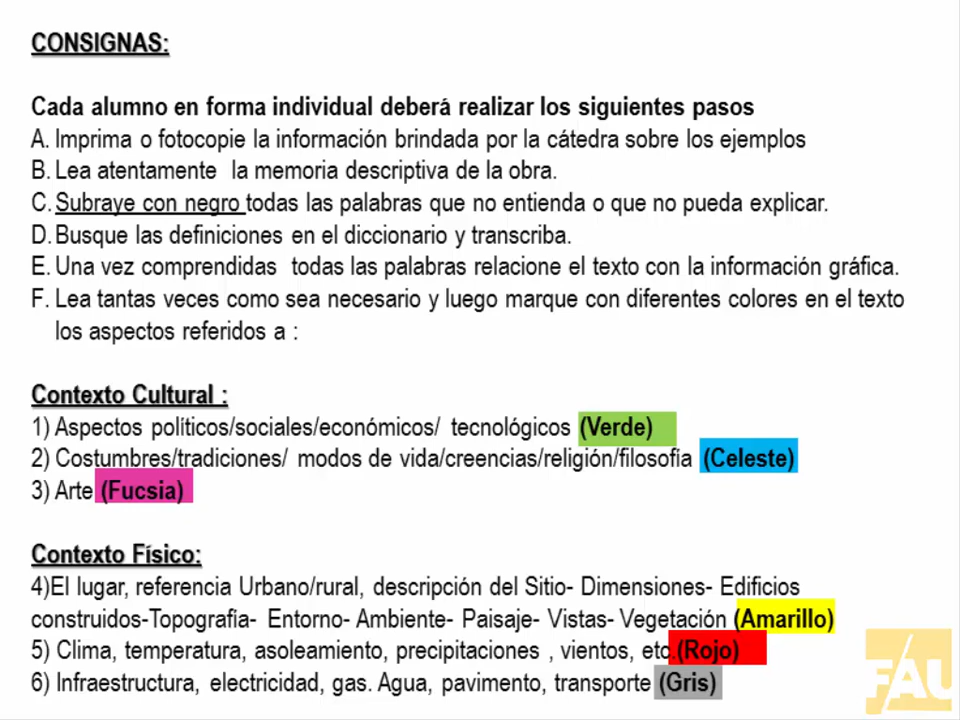 CONSIGNAS:
Cada alumno en forma individual deberá realizar los siguientes pasos
A. Imprima o fotocopie la información brindada por la cátedra sobre los ejemplos
B. Lea atentamente la memoria descriptiva de la obra.
C. Subraye con negro todas las palabras que no entienda o que no pueda explicar.
D. Busque las definiciones en el diccionario y transcriba.
E. Una vez comprendidas todas las palabras relacione el texto con la información gráfica.
F. Lea tantas veces como sea necesario y luego marque con diferentes colores en el texto
los aspectos referidos a :
Contexto Cultural :
1) Aspectos políticos/sociales/económicos/ tecnológicos (Verde)
2) Costumbres/tradiciones/ modos de vida/creencias/religión/filosofía (Celeste)
3) Arte (Fucsia)
Contexto Físico:
4)El lugar, referencia Urbano/rural, descripción del Sitio- Dimensiones- Edificios
construidos-Topografía- Entorno- Ambiente- Paisaje- Vistas- Vegetación (Amarillo)
5) Clima, temperatura, asoleamiento, precipitaciones , vientos, etc.(Rojo)
6) Infraestructura, electricidad, gas. Agua, pavimento, transporte (Gris)
FAU